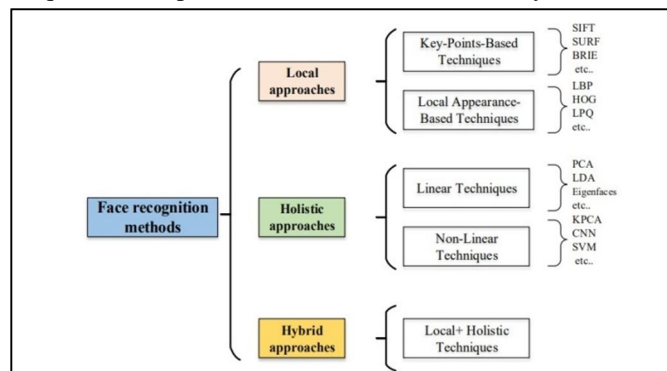 Face recognition
methods
Local
approaches
Key-Points-Based
Techniques
SIFT
SURF
BRIE
etc..
Local Appearance-
Based Techniques
LBP
HOG
LPQ
etc..
Holistic
approaches
Linear Techniques
PCA
LDA
Eigenfaces
etc..
Non-Linear
Techniques
KPCA
CNN
SVM
etc..
Hybrid
approaches
Local+ Holistic
Techniques